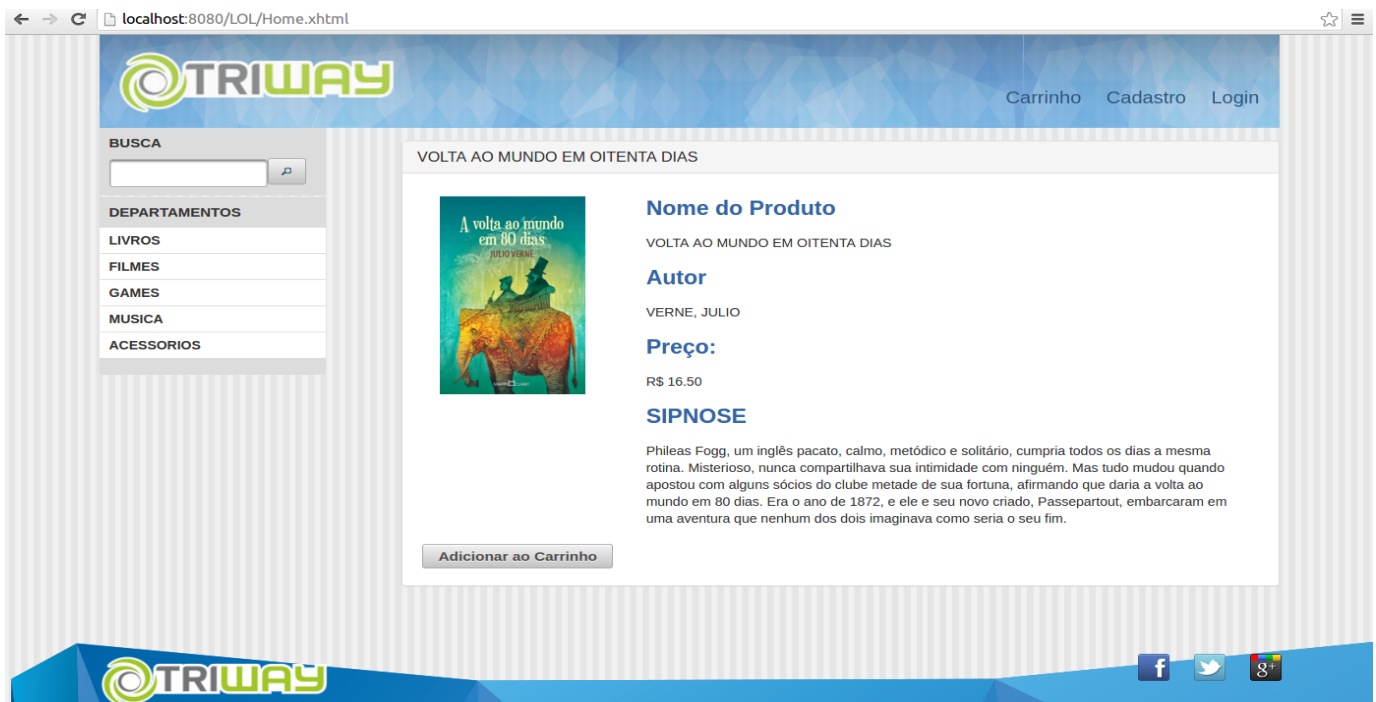 localhost:8080/LOL/Home.xhtml
TRIWAY
Carrinho Cadastro Login
BUSCA
DEPARTAMENTOS
LIVROS
FILMES
GAMES
MUSICA
ACESSORIOS
VOLTA AO MUNDO EM OITENTA DIAS
A volta ao mundo
em 80 dias
JULIO VERNE
MARTIN CLARET
Nome do Produto
VOLTA AO MUNDO EM OITENTA DIAS
Autor
VERNE, JULIO
Preço:
R$ 16.50
SIPNOSE
Phileas Fogg, um inglês pacato, calmo, metódico e solitário, cumpria todos os dias a mesma
rotina. Misterioso, nunca compartilhava sua intimidade com ninguém. Mas tudo mudou quando
apostou com alguns sócios do clube metade de sua fortuna, afirmando que daria a volta ao
mundo em 80 dias. Era o ano de 1872, e ele e seu novo criado, Passepartout, embarcaram em
uma aventura que nenhum dos dois imaginava como seria o seu fim.
Adicionar ao Carrinho
TRIWAY
f
g+